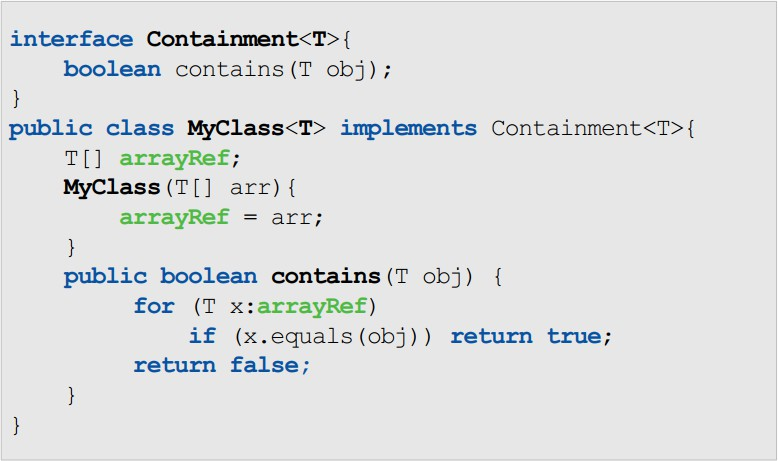 interface Containment<T>{
    boolean contains(T obj);
}
public class MyClass<T> implements Containment<T>{
    T[] arrayRef;
    MyClass(T[] arr){
        arrayRef = arr;
    }
    public boolean contains(T obj) {
         for (T x:arrayRef)
             if (x.equals(obj)) return true;
         return false;
    }
}